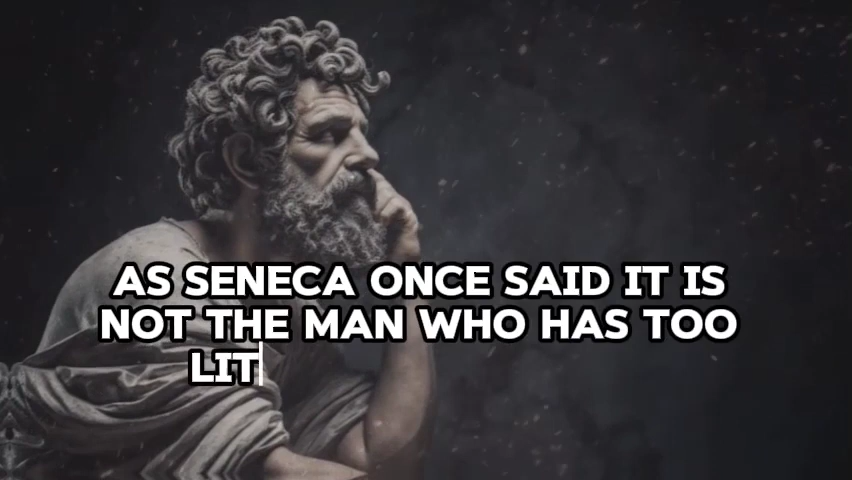 AS SENECA ONCE SAID IT IS
NOT THE MAN WHO HAS TOO
LIT